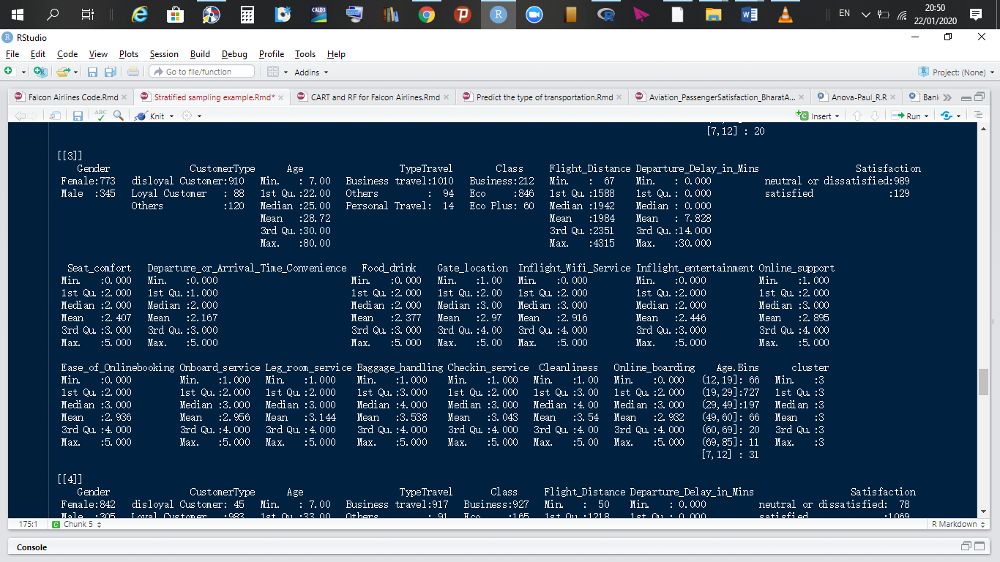 CALD3
EN
20:50
22/01/2020
RStudio
File Edit Code View Plots Session Build Debug Profile Tools Help
Go to file/function Addins Project: (None)
Falcon Airlines Code.Rmd Stratified sampling example.Rmd* CART and RF for Falcon Airlines.Rmd Predict the type of transportation.Rmd Aviation_PassengerSatisfaction_BharatA... Anova-Paul_R.R Bank
ABC Knit Insert Run
[7,12] : 20
[[3]]
Gender CustomerType Age TypeTravel Class Flight_Distance Departure_Delay_in_Mins Satisfaction
Female:773 disloyal Customer:910 Min. : 7.00 Business travel:1010 Business:212 Min. : 67 Min. : 0.000 neutral or dissatisfied:989
Male :345 Loyal Customer : 88 1st Qu.:22.00 Others : 94 Eco :846 1st Qu.:1588 1st Qu.: 0.000 satisfied :129
Others :120 Median :25.00 Personal Travel: 14 Eco Plus: 60 Median :1942 Median : 0.000
Mean :28.72 Mean :1984 Mean : 7.828
3rd Qu.:30.00 3rd Qu.:2351 3rd Qu.:14.000
Max. :80.00 Max. :4315 Max. :30.000
Seat_comfort Departure_or_Arrival_Time_Convenience Food_drink Gate_location Inflight_Wifi_Service Inflight_entertainment Online_support
Min. :0.000 Min. :0.000 Min. :0.000 Min. :1.00 Min. :0.000 Min. :0.000 Min. :1.000
1st Qu.:2.000 1st Qu.:1.000 1st Qu.:2.000 1st Qu.:2.00 1st Qu.:2.000 1st Qu.:2.000 1st Qu.:2.000
Median :2.000 Median :2.000 Median :2.000 Median :3.00 Median :3.000 Median :2.000 Median :3.000
Mean :2.407 Mean :2.167 Mean :2.377 Mean :2.97 Mean :2.916 Mean :2.446 Mean :2.895
3rd Qu.:3.000 3rd Qu.:3.000 3rd Qu.:3.000 3rd Qu.:4.00 3rd Qu.:4.000 3rd Qu.:3.000 3rd Qu.:4.000
Max. :5.000 Max. :5.000 Max. :5.000 Max. :5.00 Max. :5.000 Max. :5.000 Max. :5.000
Ease_of_Onlinebooking Onboard_service Leg_room_service Baggage_handling Checkin_service Cleanliness Online_boarding Age.Bins cluster
Min. :0.000 Min. :1.000 Min. :1.000 Min. :1.000 Min. :1.000 Min. :1.00 Min. :0.000 (12,19]: 66 Min. :3
1st Qu.:2.000 1st Qu.:2.000 1st Qu.:2.000 1st Qu.:3.000 1st Qu.:2.000 1st Qu.:3.00 1st Qu.:2.000 (19,29]:727 1st Qu.:3
Median :3.000 Median :3.000 Median :3.000 Median :4.000 Median :3.000 Median :4.00 Median :3.000 (29,49]:197 Median :3
Mean :2.936 Mean :2.956 Mean :3.144 Mean :3.538 Mean :3.043 Mean :3.54 Mean :2.932 (49,60]: 66 Mean :3
3rd Qu.:4.000 3rd Qu.:4.000 3rd Qu.:4.000 3rd Qu.:4.000 3rd Qu.:4.000 3rd Qu.:4.00 3rd Qu.:4.000 (60,69]: 20 3rd Qu.:3
Max. :5.000 Max. :5.000 Max. :5.000 Max. :5.000 Max. :5.000 Max. :5.00 Max. :5.000 (69,85]: 11 Max. :3
[7,12] : 31
[[4]]
Gender CustomerType Age TypeTravel Class Flight_Distance Departure_Delay_in_Mins Satisfaction
Female:842 disloyal Customer: 45 Min. : 7.00 Business travel:917 Business:927 Min. : 50 Min. : 0.000 neutral or dissatisfied: 78
Male :305 Loyal Customer :983 1st Qu.:33.00 Others : 91 Eco :165 1st Qu.:1218 1st Qu.: 0.000 satisfied :1069
175:1 Chunk 5 R Markdown
Console